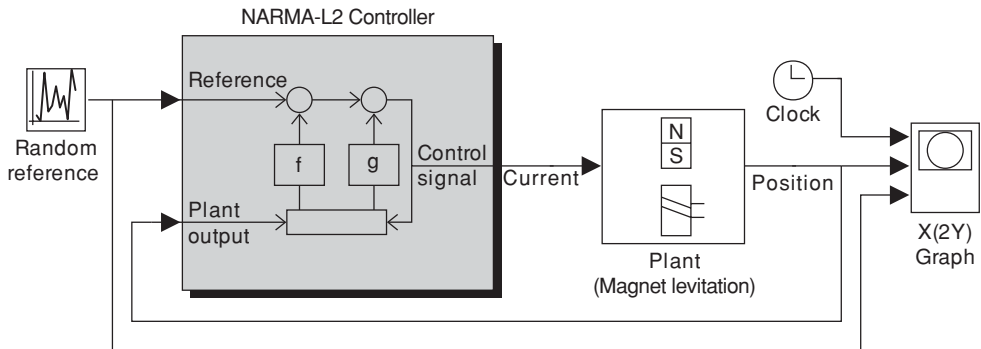 NARMA-L2 Controller
Reference
Random
reference
f
g
Control
signal
Plant
output
Current
N
S
Plant
(Magnet levitation)
Clock
Position
X(2Y)
Graph